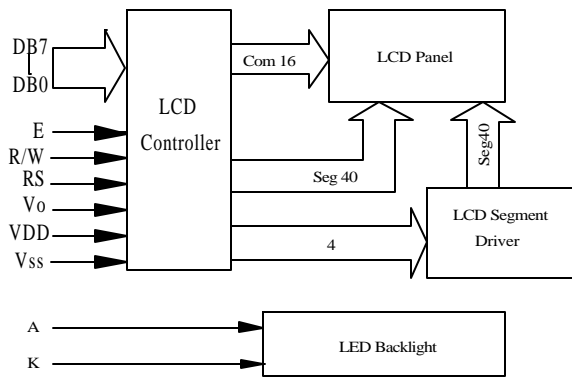 DB7
DB0
E
R/W
RS
Vo
VDD
Vss
LCD
Controller
Com 16
Seg 40
4
LCD Panel
Seg40
LCD Segment
Driver
A
K
LED Backlight